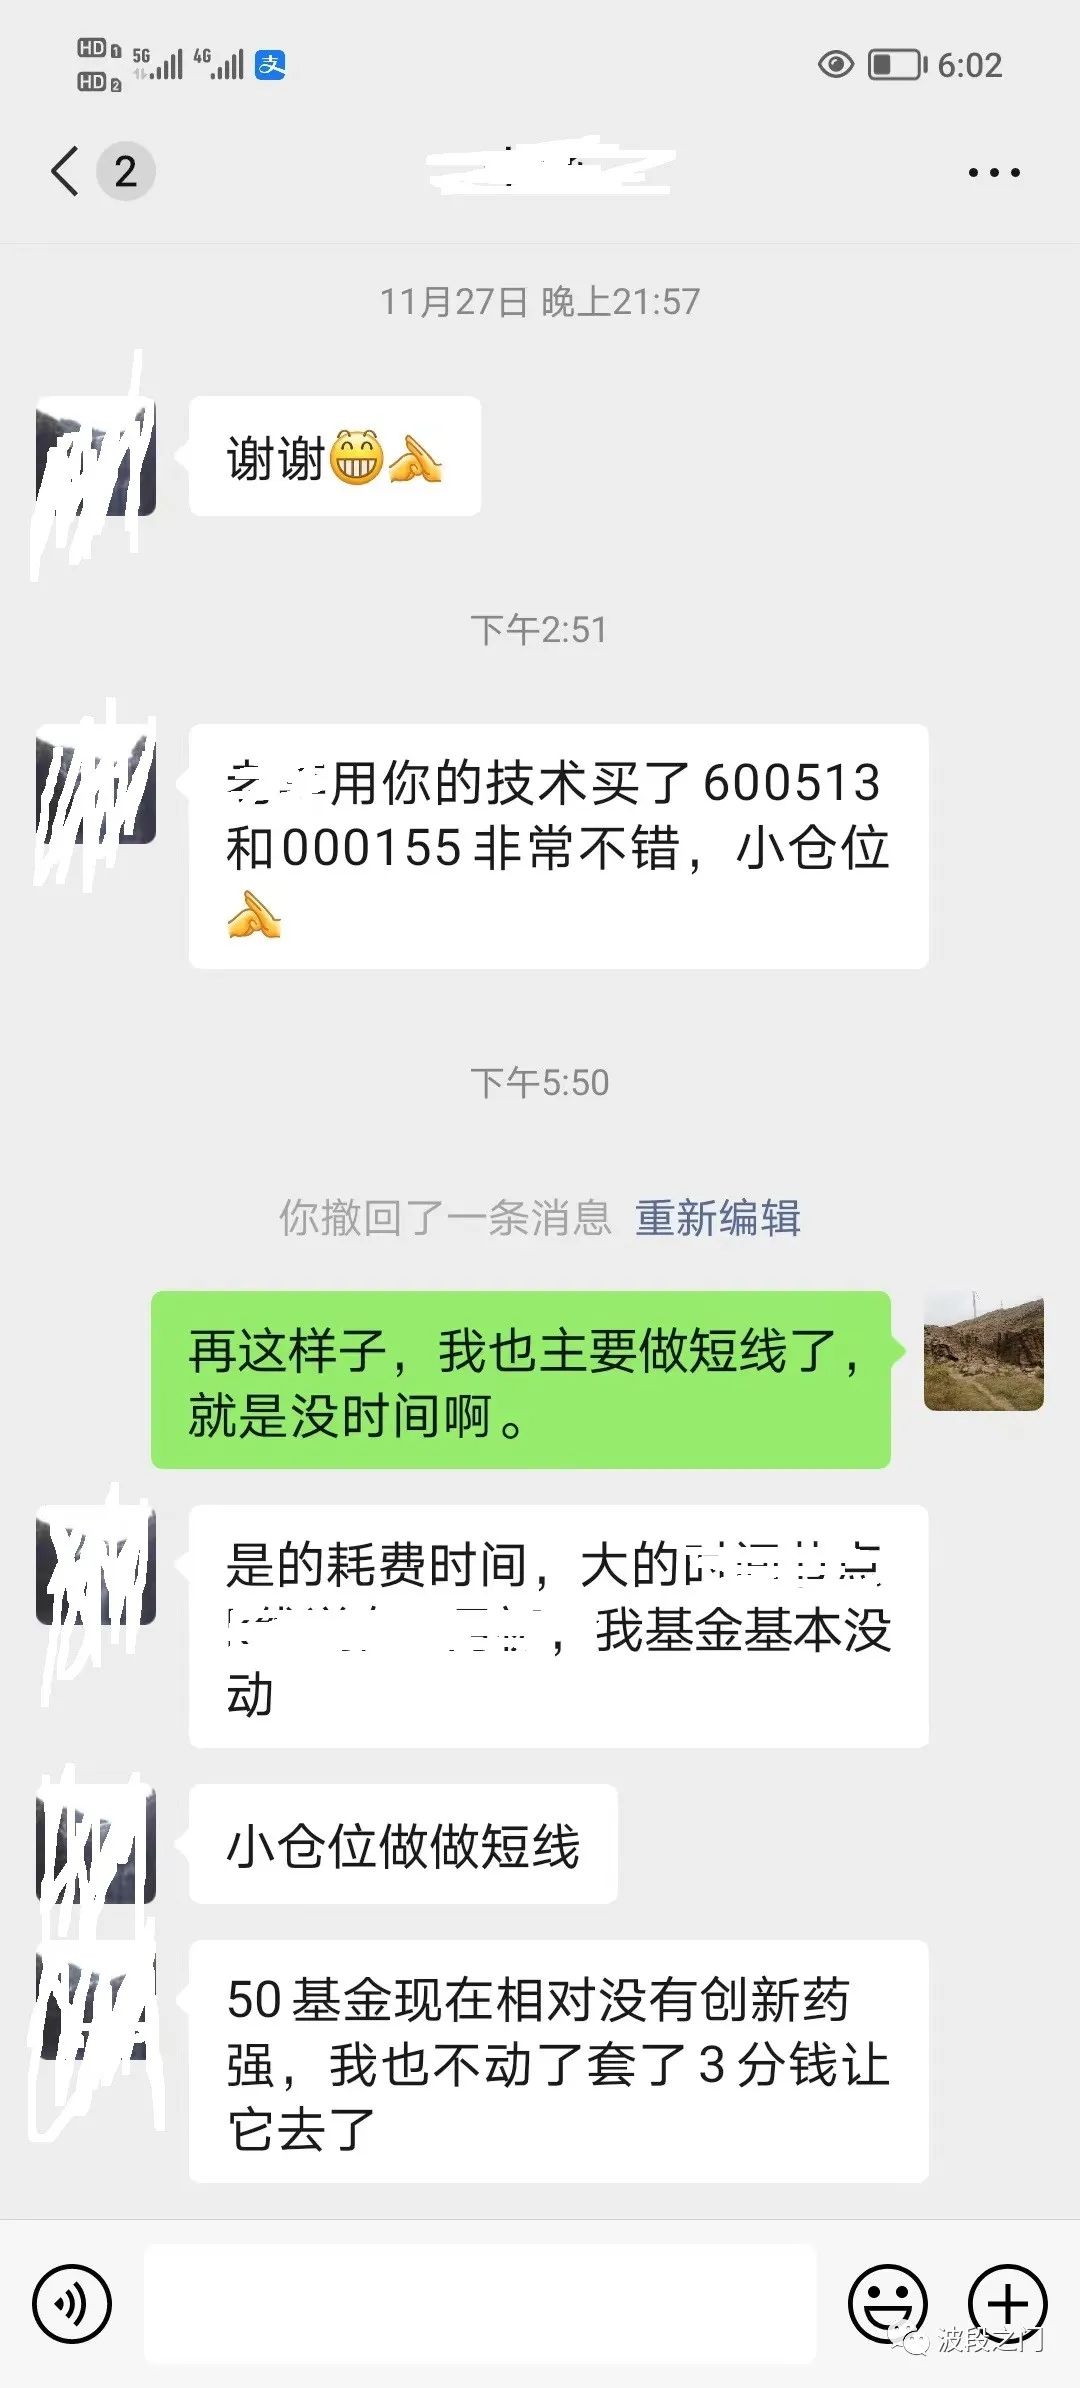 HD 1
HD 2
5G
4G
支
6:02
2
11月27日 晚上21:57
谢谢
下午2:51
用你的技术买了600513
和000155非常不错，小仓位
下午5:50
你撤回了一条消息 重新编辑
再这样子，我也主要做短线了，
就是没时间啊。
是的耗费时间，大的
，我基金基本没
动
小仓位做做短线
50基金现在相对没有创新药
强，我也不动了套了3分钱让
它去了
波段之门